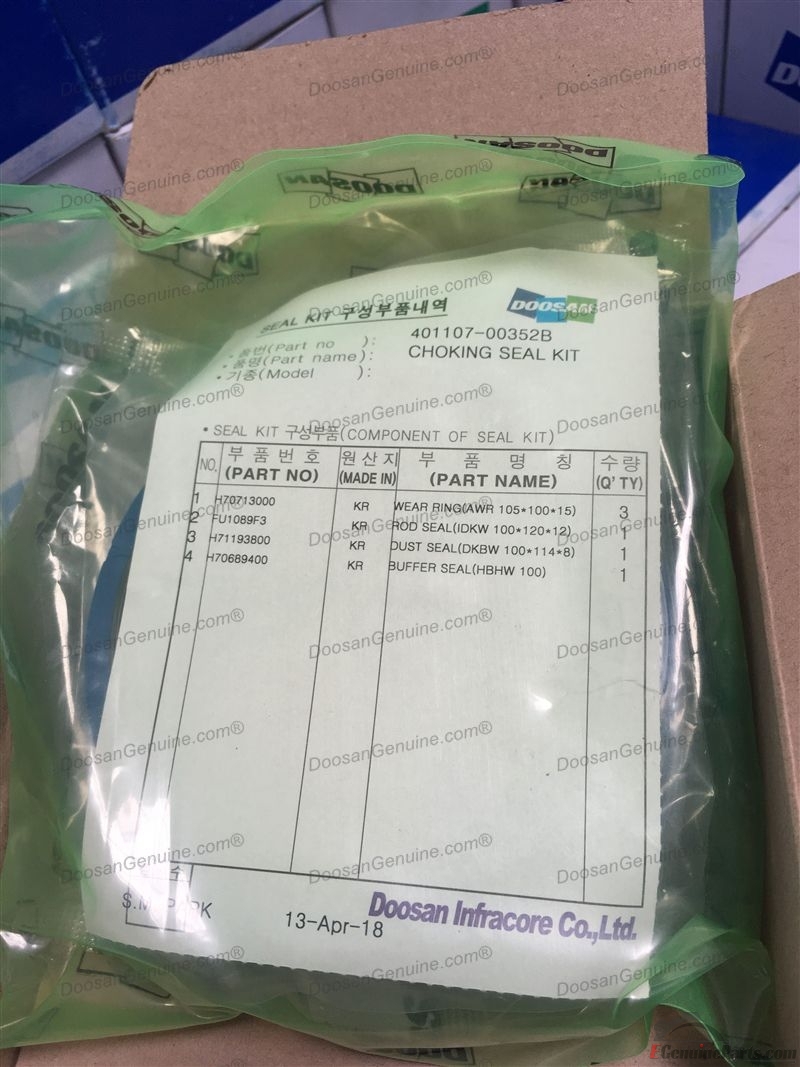 DOOSAN
SEAL KIT 구성부품내역
DOOSAN
• 품번(Part no ): 401107-00352B
• 품명(Part name): CHOKING SEAL KIT
• 기종(Model ):
• SEAL KIT 구성부품(COMPONENT OF SEAL KIT)
NO. 부품번호 원산지 부품명칭 수량
(PART NO) (MADE IN) (PART NAME) (Q' TY)
1 H70713000 KR WEAR RING(AWR 105*100*15) 3
2 FU1089F3 KR ROD SEAL(IDKW 100*120*12) 1
3 H71193800 KR DUST SEAL(DKBW 100*114*8) 1
4 H70689400 KR BUFFER SEAL(HBHW 100) 1
13-Apr-18 Doosan Infracore Co.,Ltd.
DoosanGenuine.com®
EGenuineParts.com